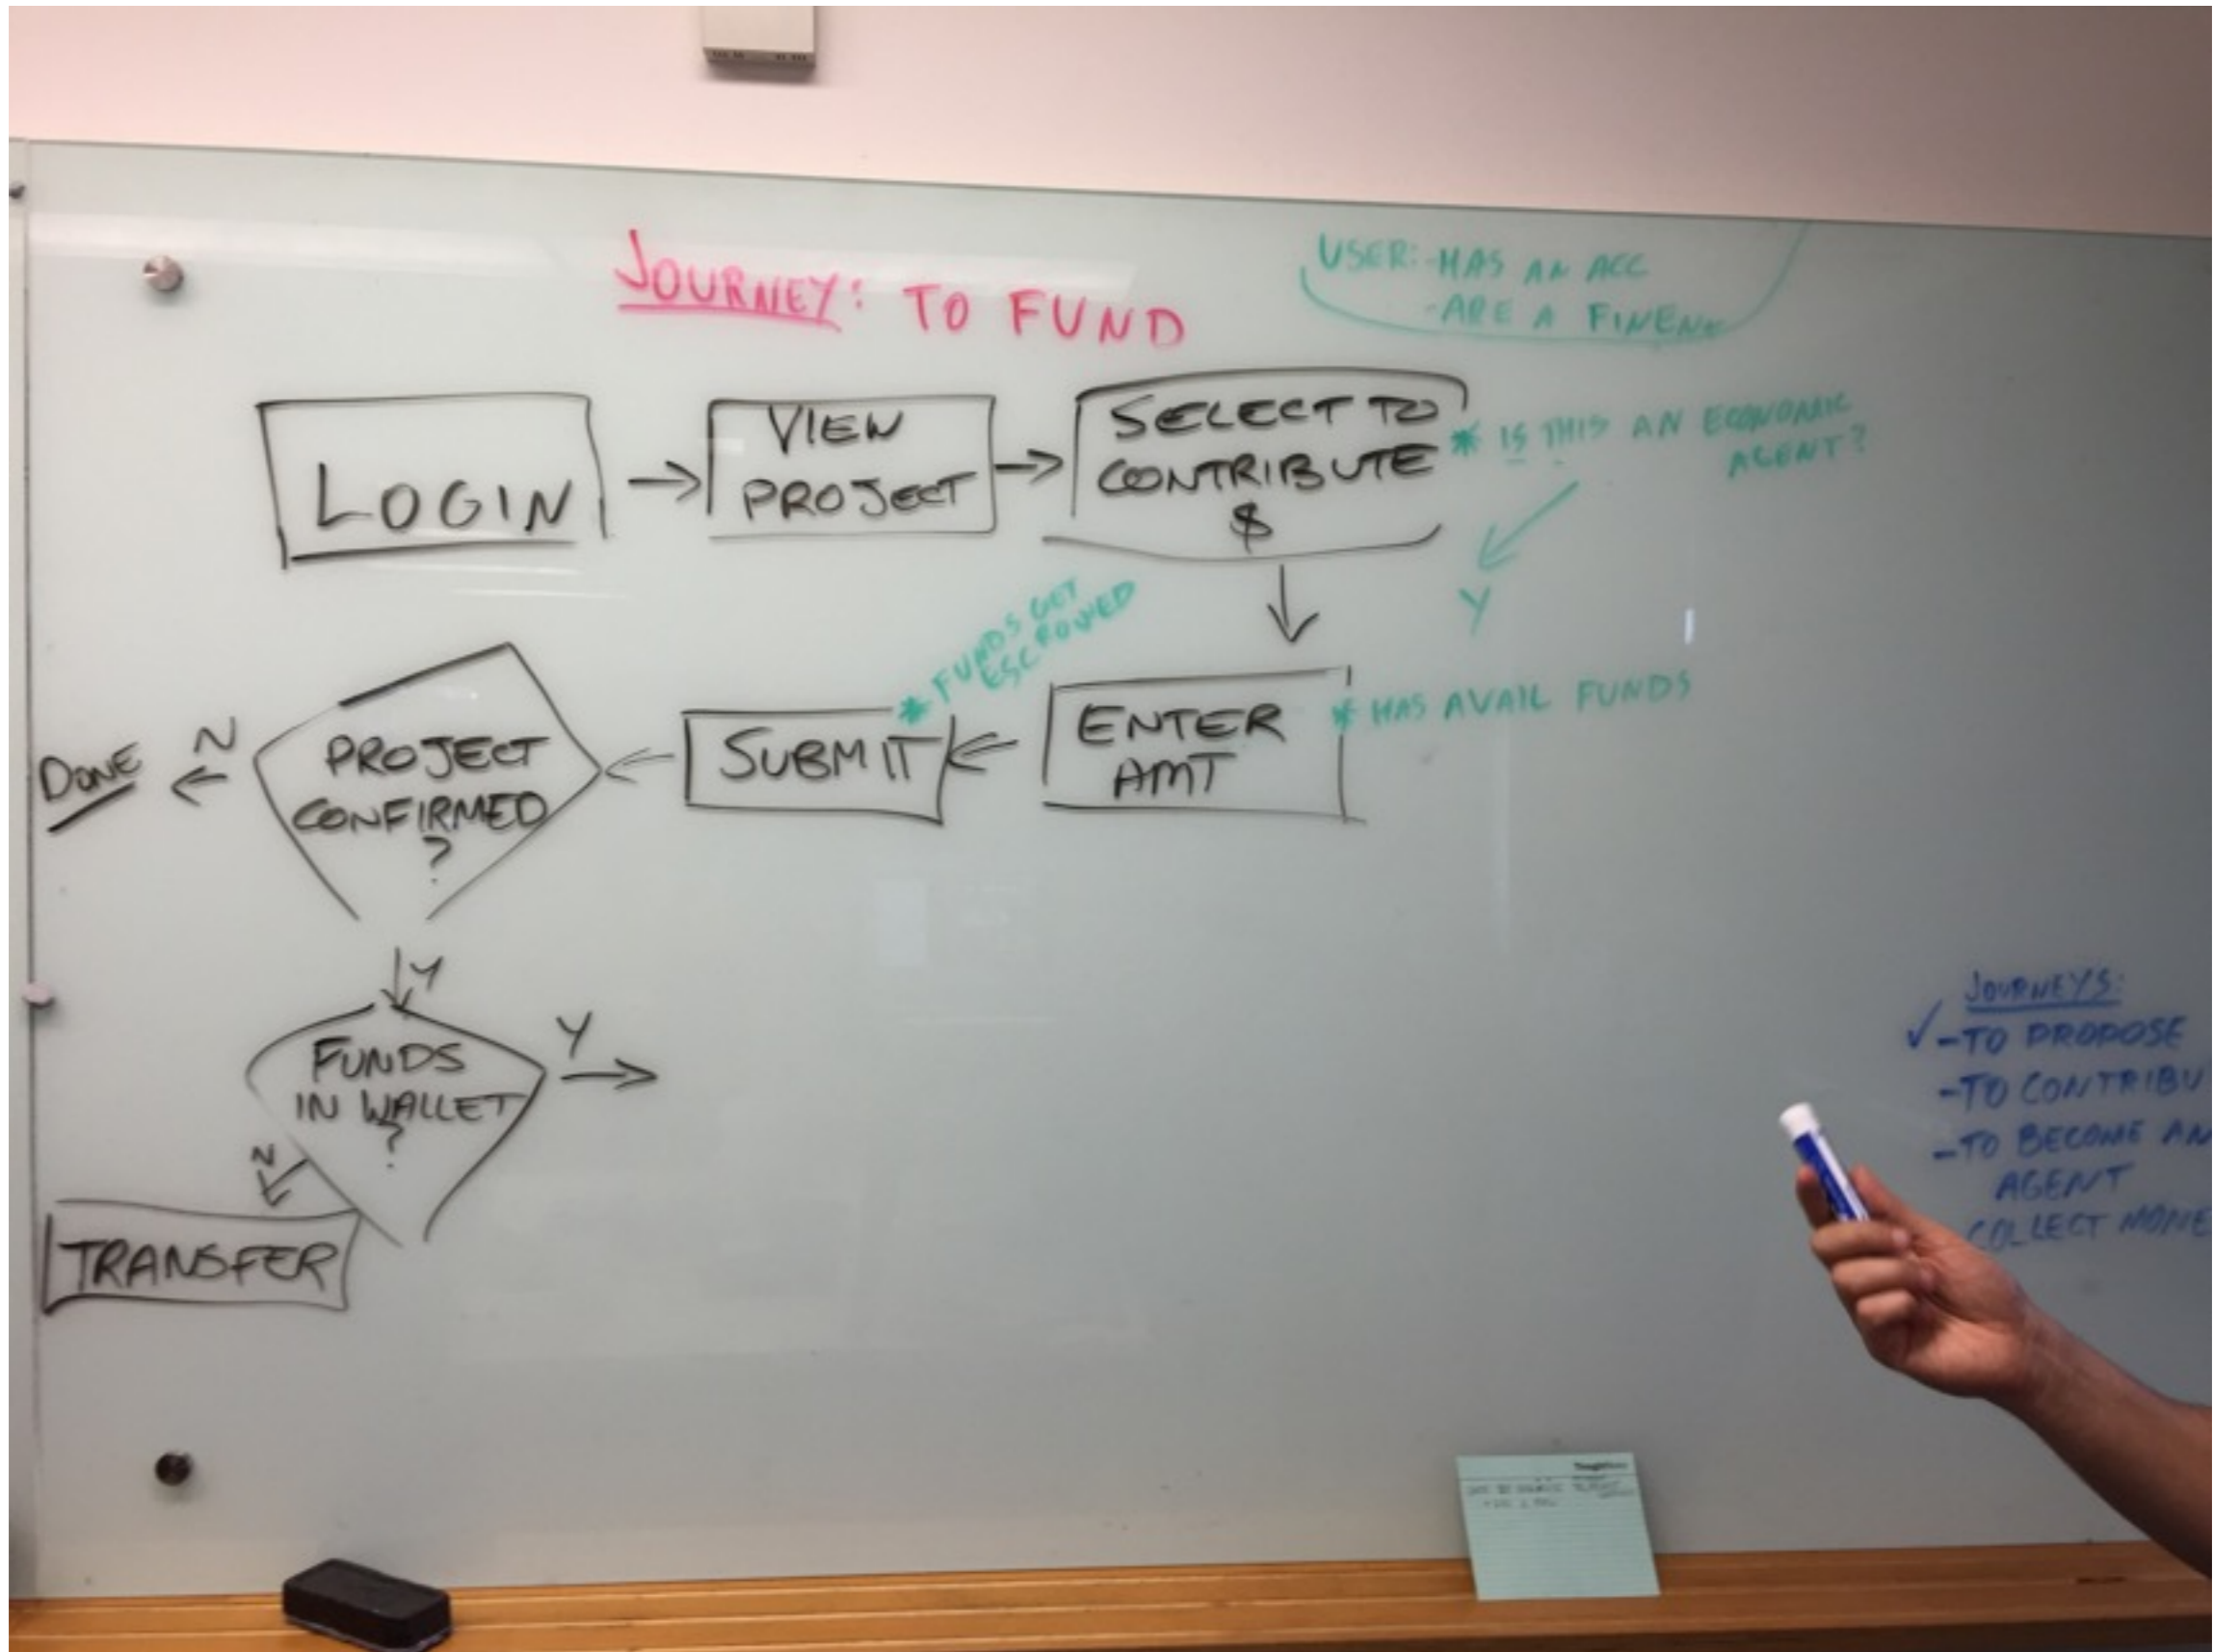 JOURNEY: TO FUND
USER: -HAS AN ACC
-ARE A FINEN
LOGIN
VIEW
PROJECT
SELECT TO
CONTRIBUTE
$
* IS THIS AN ECONOMIC
AGENT?
Y
* FUNDS GET
ESCROWED
DONE
N
PROJECT
CONFIRMED
?
SUBMIT
ENTER
AMT
* HAS AVAIL FUNDS
Y
FUNDS
IN WALLET
?
Y
N
TRANSFER
JOURNEYS:
✓ -TO PROPOSE
-TO CONTRIBU
-TO BECOME AN
AGENT
COLLECT MONE